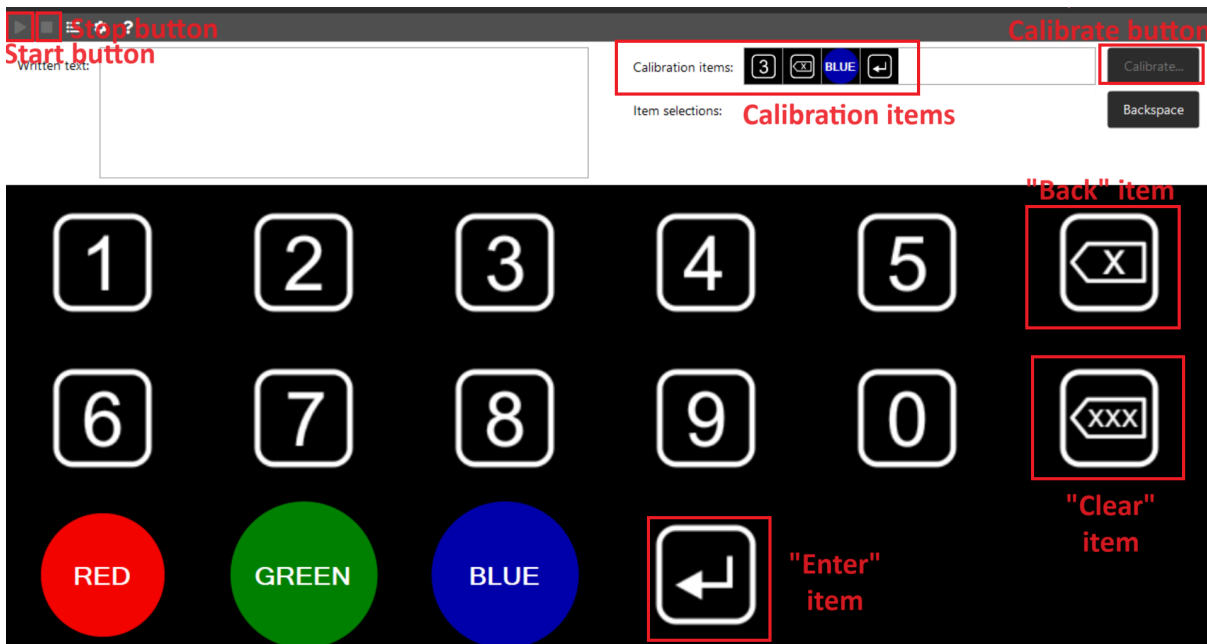 ? Stop button
Calibrate button
Start button
Written text:
Calibration items:
3 X BLUE
Calibrate...
Item selections:
Calibration items
Backspace
"Back" item
1 2 3 4 5 X
6 7 8 9 0 XXX
"Clear"
item
RED GREEN BLUE
"Enter"
item